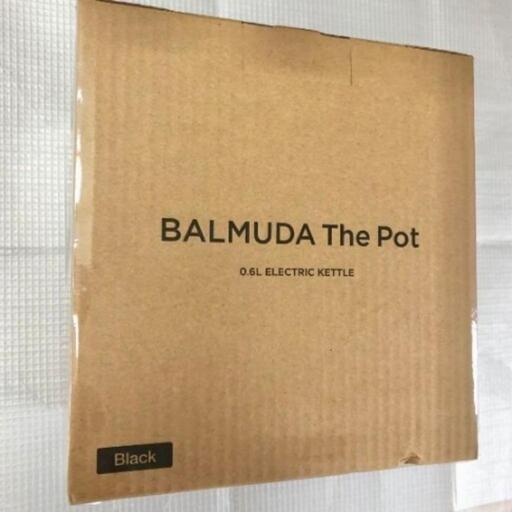 BALMUDA The Pot
0.6L ELECTRIC KETTLE
Black